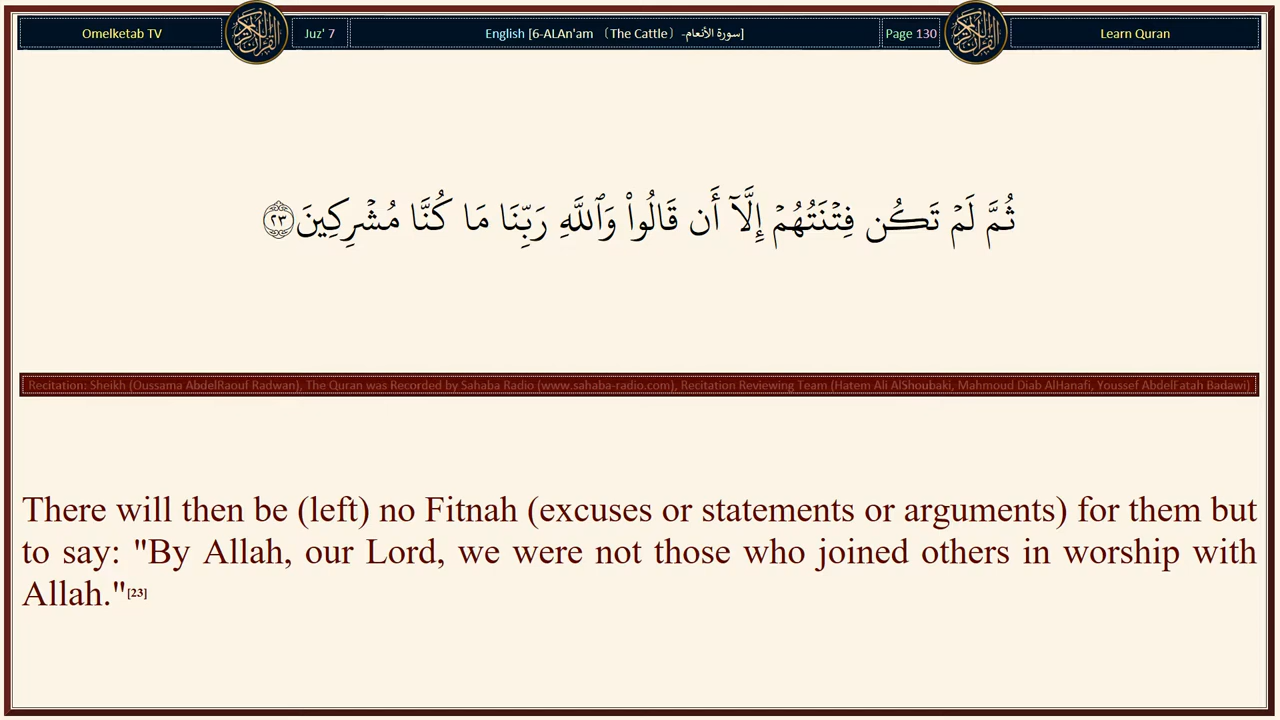 Omelketab TV
Juz' 7
English [6-ALAn'am (The Cattle) -سورة الأنعام]
Page 130
Learn Quran
ثُمَّ لَمۡ تَكُن فِتۡنَتُهُمۡ إِلَّآ أَن قَالُواْ وَٱللَّهِ رَبِّنَا مَا كُنَّا مُشۡرِكِينَ ٢٣
Recitation: Sheikh (Oussama AbdelRaouf Radwan), The Quran was Recorded by Sahaba Radio (www.sahaba-radio.com), Recitation Reviewing Team (Hatem Ali AlShoubaki, Mahmoud Diab AlHanafi, Youssef AbdelFatah Badawi)
There will then be (left) no Fitnah (excuses or statements or arguments) for them but
to say: "By Allah, our Lord, we were not those who joined others in worship with
Allah."[23]